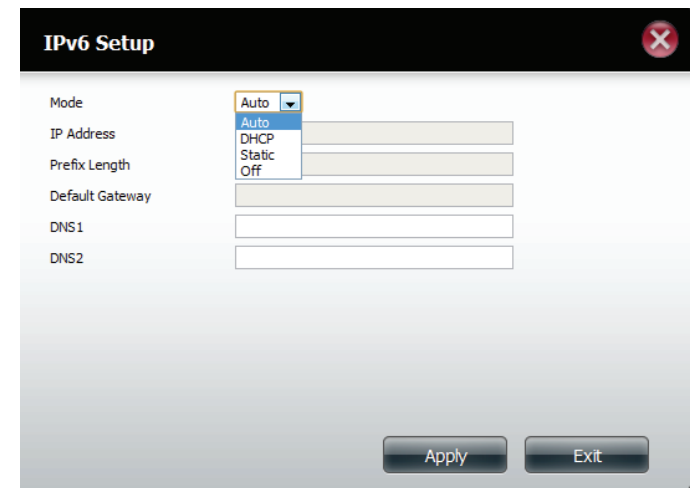 IPv6 Setup
Mode
Auto
Auto
DHCP
Static
Off
IP Address
Prefix Length
Default Gateway
DNS1
DNS2
Apply
Exit